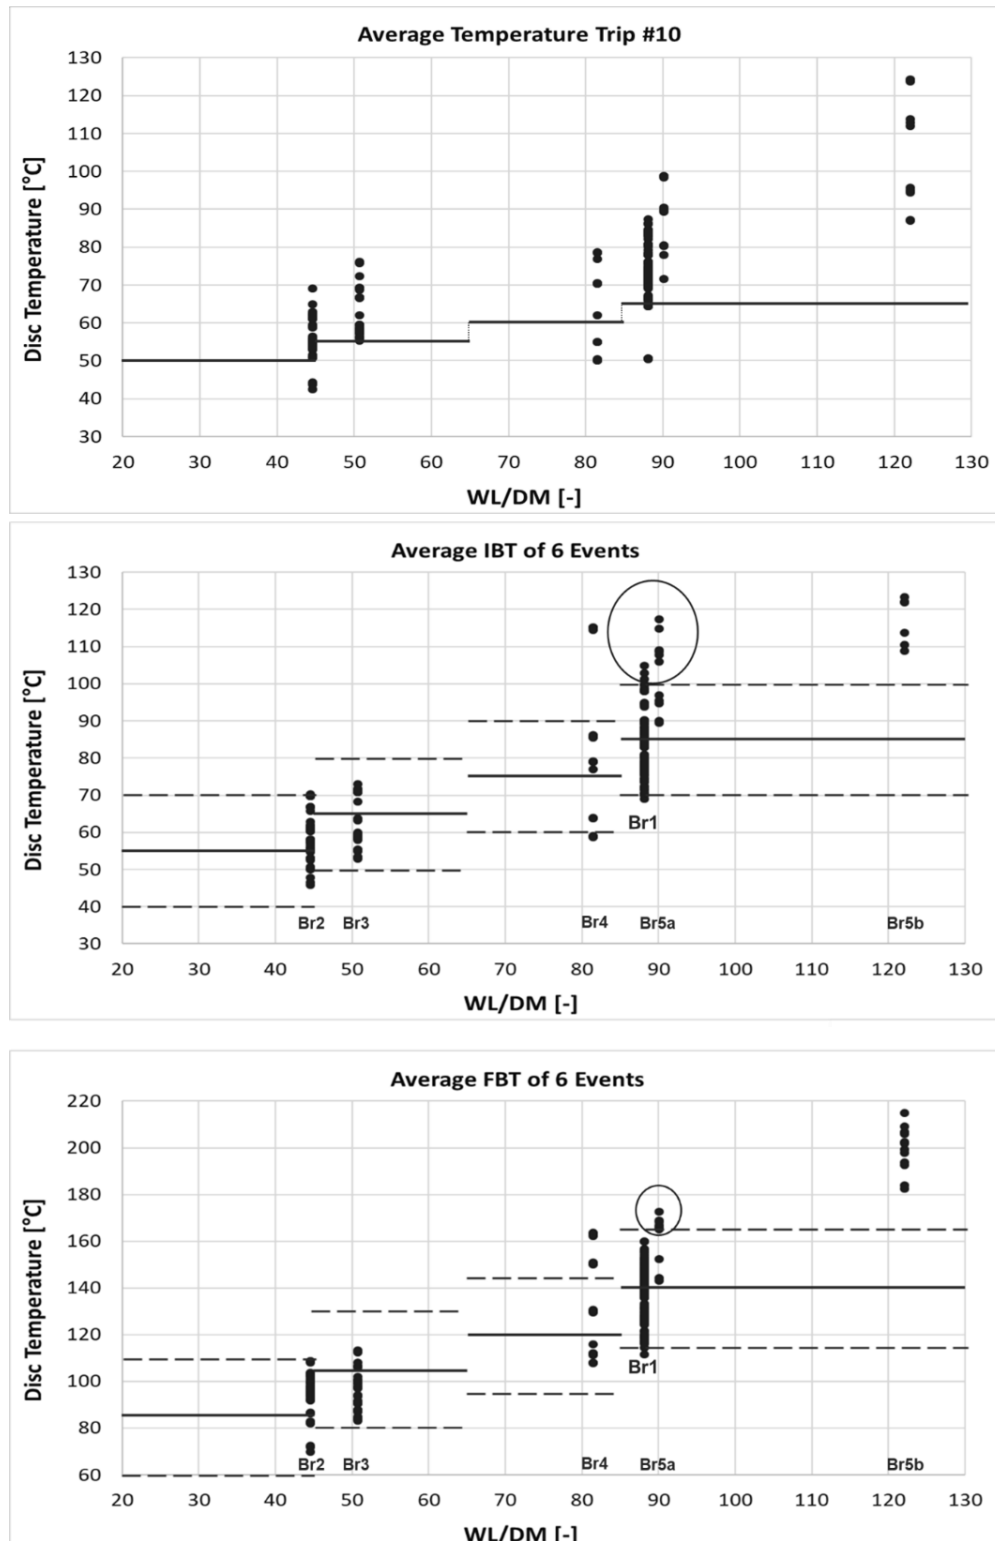 Average Temperature Trip #10
Disc Temperature [°C]
130
120
110
100
90
80
70
60
50
40
30
20 30 40 50 60 70 80 90 100 110 120 130
WL/DM [-]
Average IBT of 6 Events
Disc Temperature [°C]
130
120
110
100
90
80
70
60
50
40
30
Br1
Br2 Br3 Br4 Br5a Br5b
20 30 40 50 60 70 80 90 100 110 120 130
WL/DM [-]
Average FBT of 6 Events
Disc Temperature [°C]
220
200
180
160
140
120
100
80
60
Br1
Br2 Br3 Br4 Br5a Br5b
20 30 40 50 60 70 80 90 100 110 120 130
WL/DM [-]